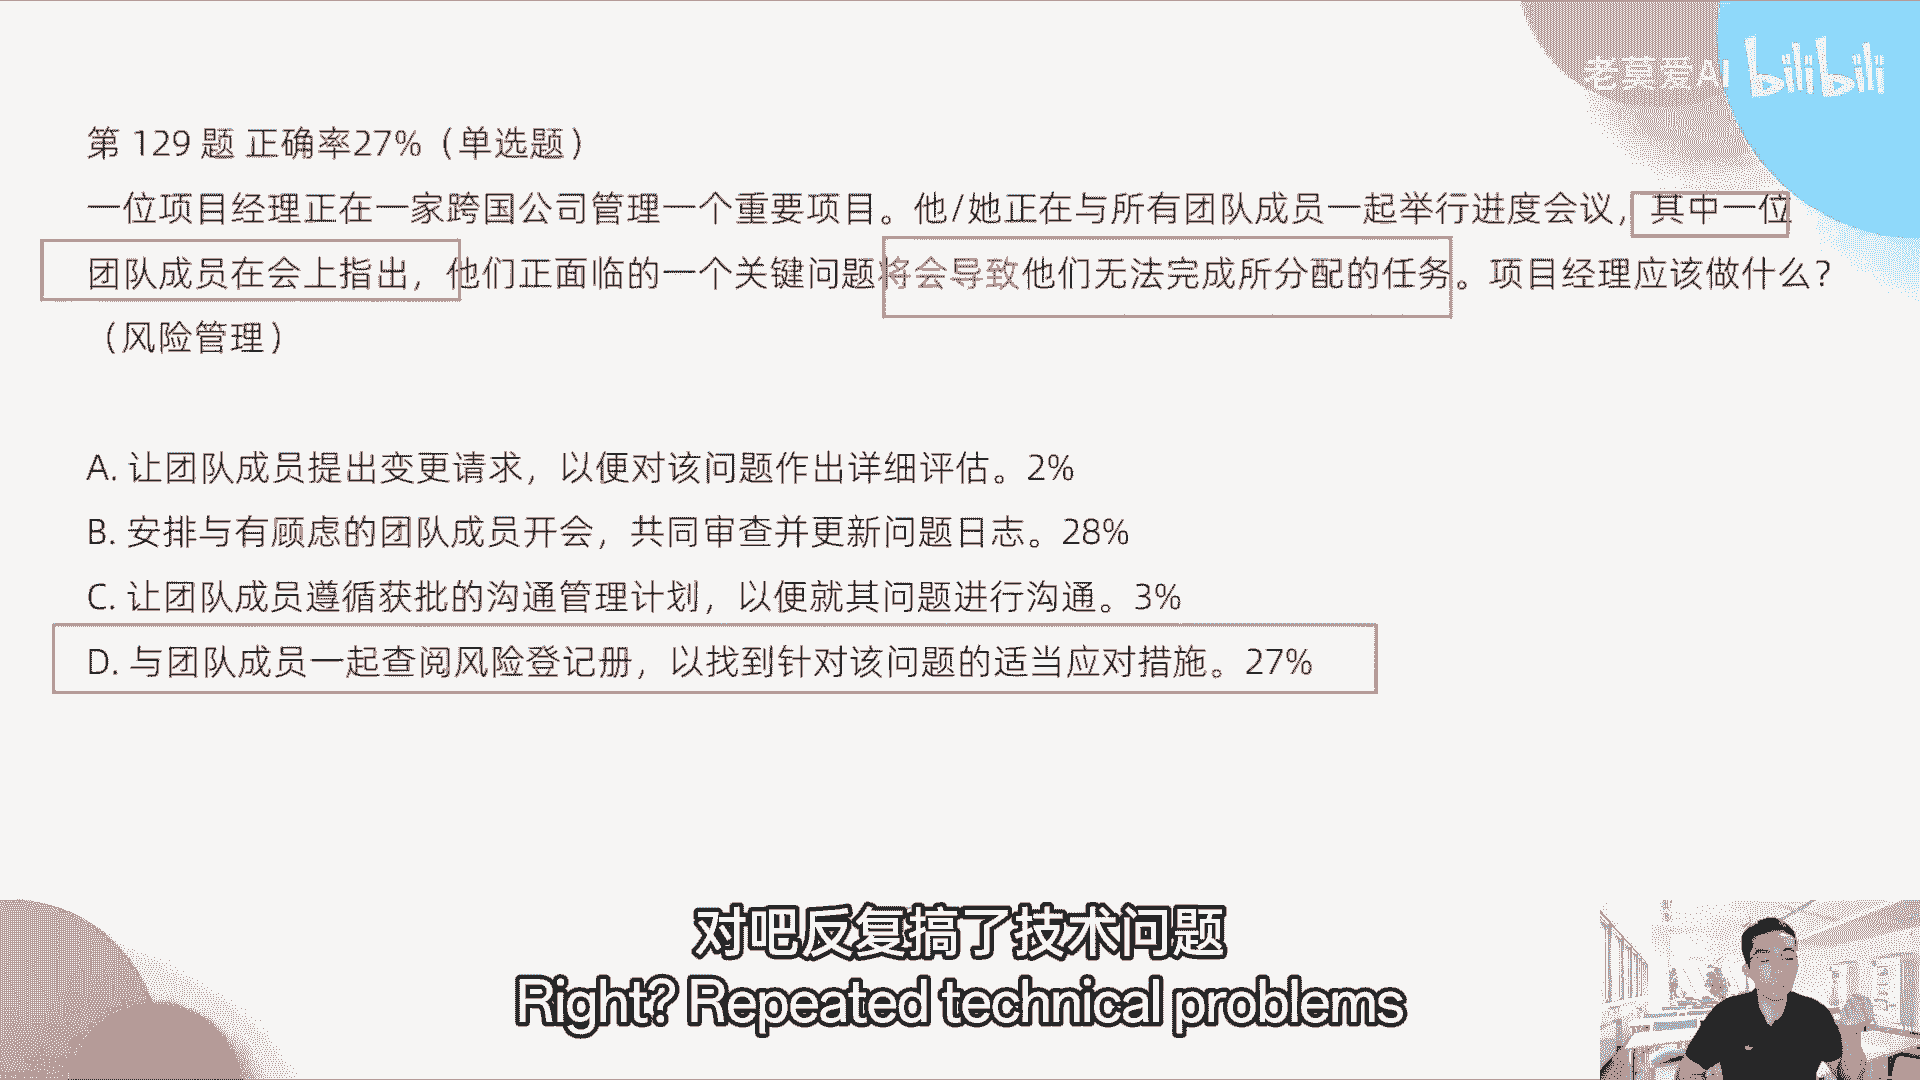 老莫爱AI bilibili
第 129 题 正确率27%（单选题）
一位项目经理正在一家跨国公司管理一个重要项目。他/她正在与所有团队成员一起举行进度会议，其中一位
团队成员在会上指出，他们正面临的一个关键问题将会导致他们无法完成所分配的任务。项目经理应该做什么？
（风险管理）
A. 让团队成员提出变更请求，以便对该问题作出详细评估。2%
B. 安排与有顾虑的团队成员开会，共同审查并更新问题日志。28%
C. 让团队成员遵循获批的沟通管理计划，以便就其问题进行沟通。3%
D. 与团队成员一起查阅风险登记册，以找到针对该问题的适当应对措施。27%
对吧反复搞了技术问题
Right? Repeated technical problems